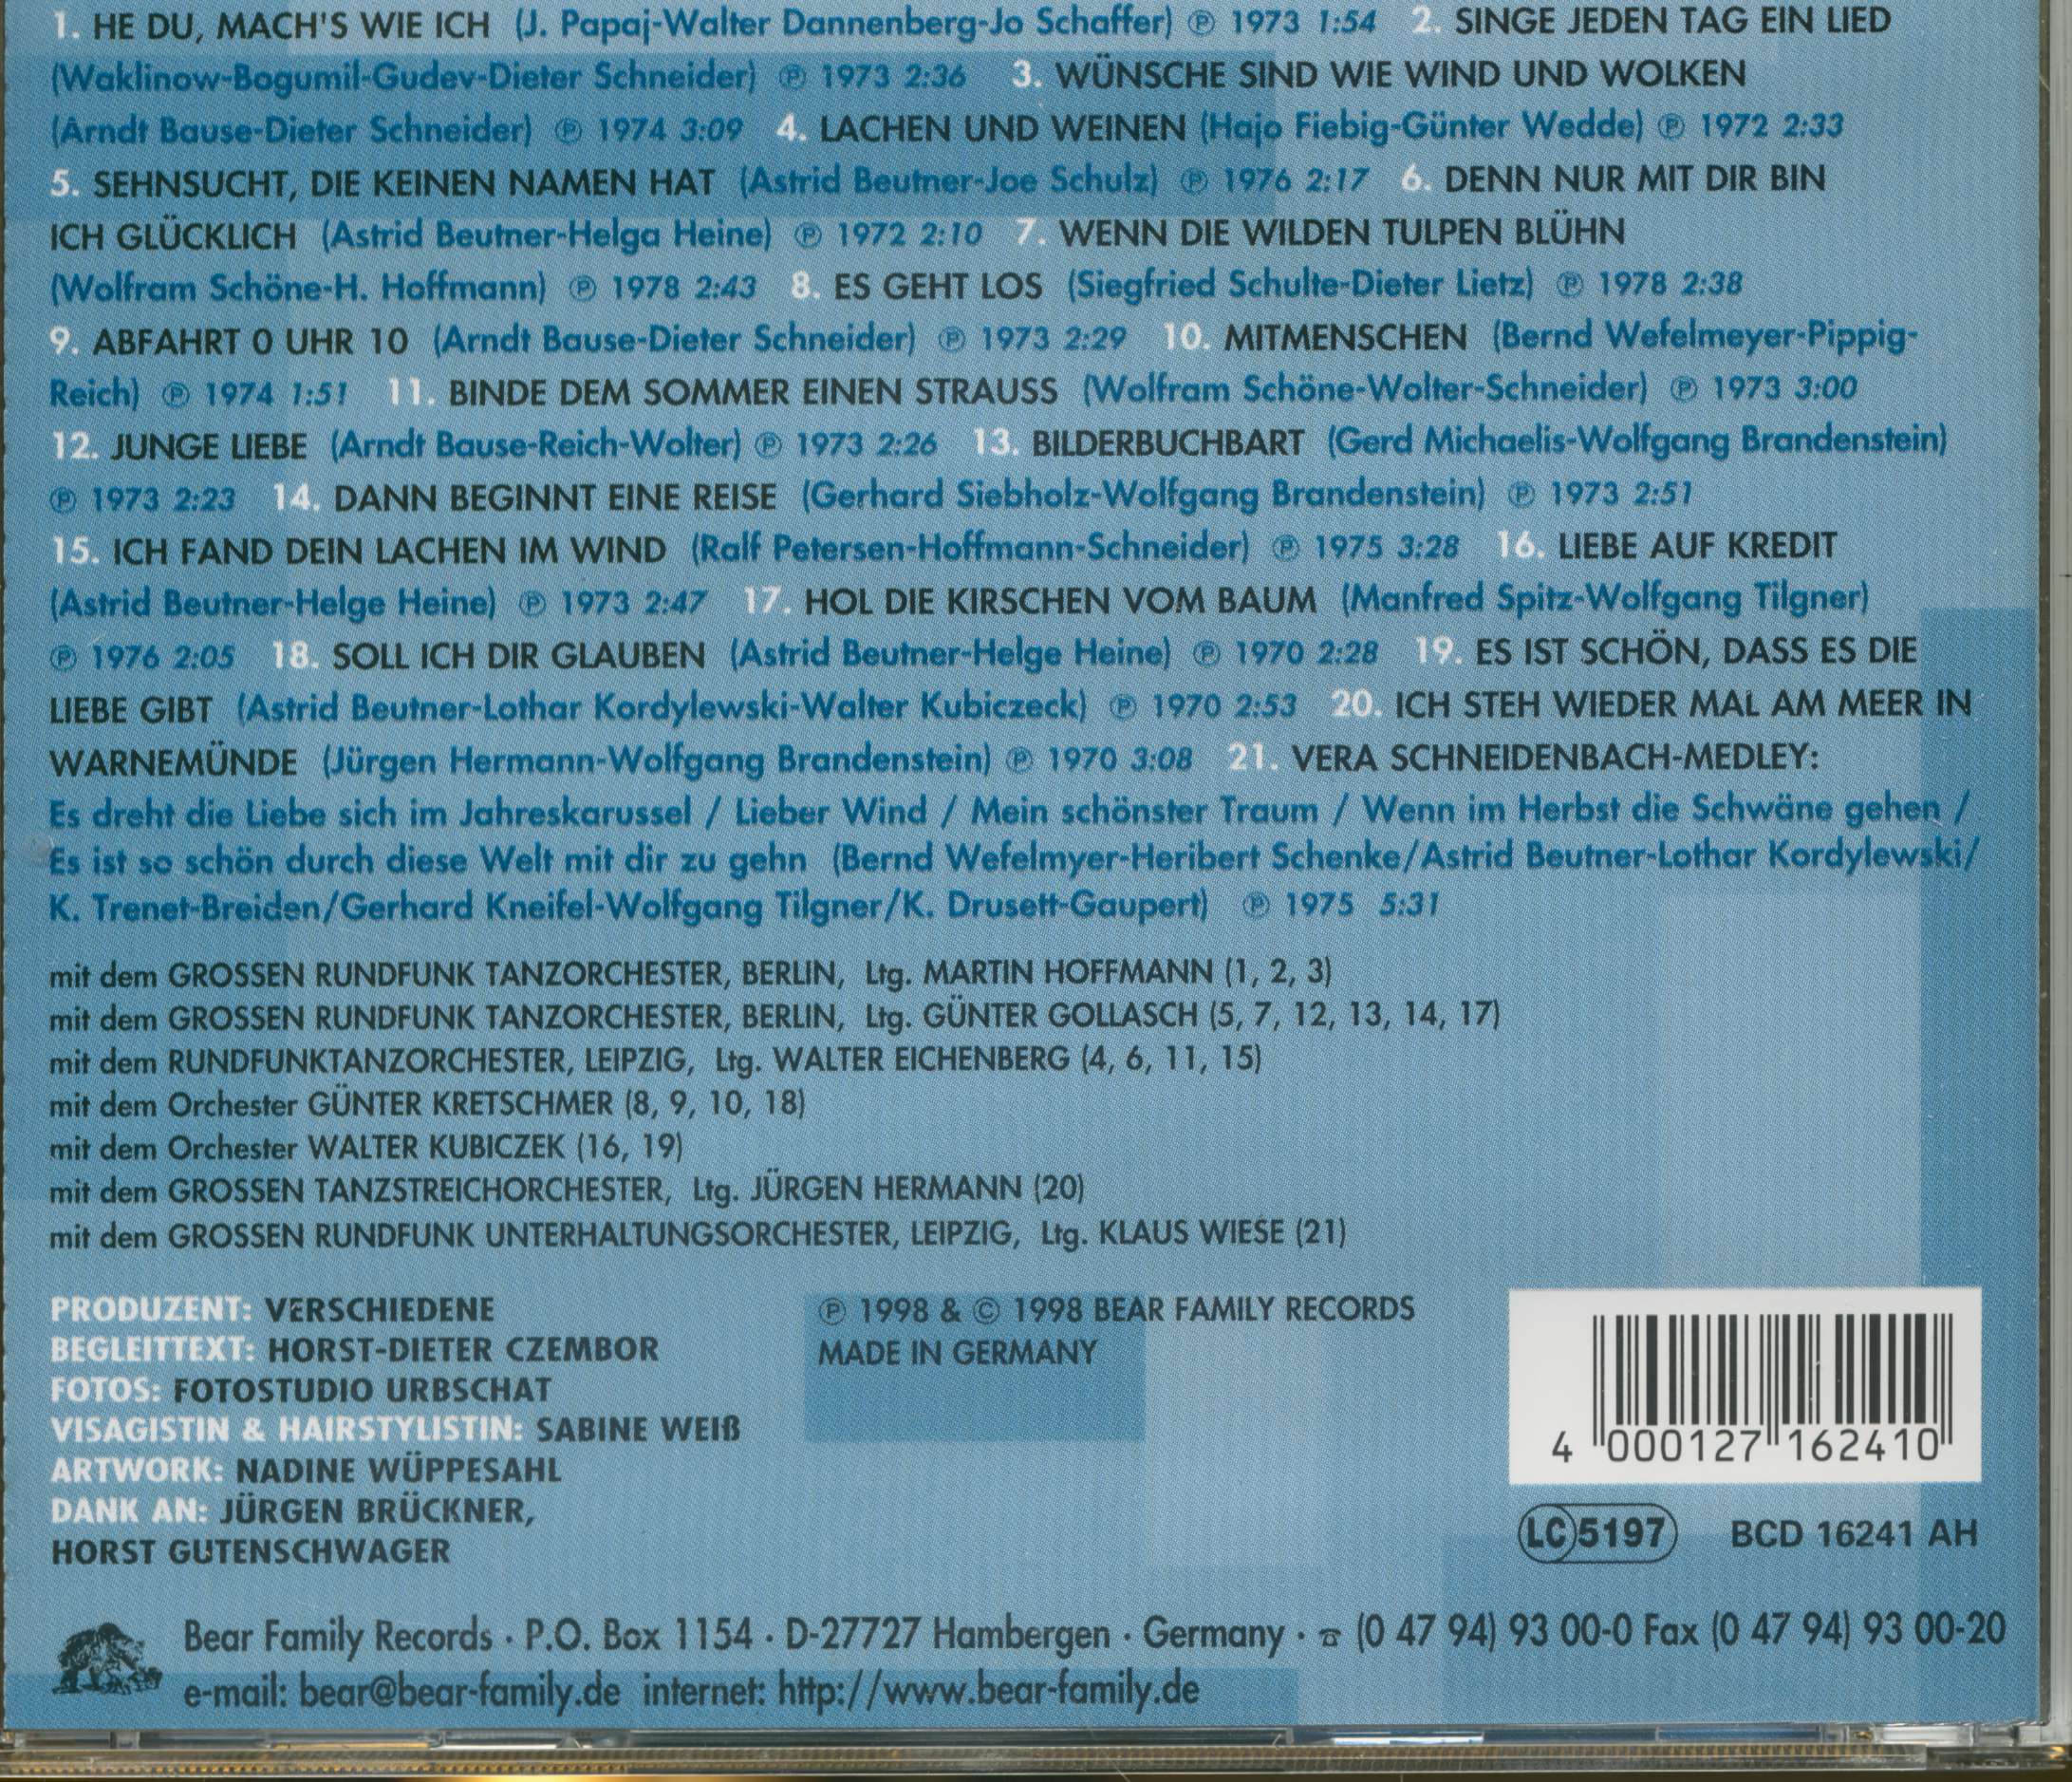 1. HE DU, MACH'S WIE ICH (J. Papaj-Walter Dannenberg-Jo Schaffer) ℗ 1973 1:54 2. SINGE JEDEN TAG EIN LIED
(Waklinow-Bogumil-Gudev-Dieter Schneider) ℗ 1973 2:36 3. WÜNSCHE SIND WIE WIND UND WOLKEN
(Arndt Bause-Dieter Schneider) ℗ 1974 3:09 4. LACHEN UND WEINEN (Hajo Fiebig-Günter Wedde) ℗ 1972 2:33
5. SEHNSUCHT, DIE KEINEN NAMEN HAT (Astrid Beutner-Joe Schulz) ℗ 1976 2:17 6. DENN NUR MIT DIR BIN
ICH GLÜCKLICH (Astrid Beutner-Helga Heine) ℗ 1972 2:10 7. WENN DIE WILDEN TULPEN BLÜHN
(Wolfram Schöne-H. Hoffmann) ℗ 1978 2:43 8. ES GEHT LOS (Siegfried Schulte-Dieter Lietz) ℗ 1978 2:38
9. ABFAHRT 0 UHR 10 (Arndt Bause-Dieter Schneider) ℗ 1973 2:29 10. MITMENSCHEN (Bernd Wefelmeyer-Pippig-
Reich) ℗ 1974 1:51 11. BINDE DEM SOMMER EINEN STRAUSS (Wolfram Schöne-Wolter-Schneider) ℗ 1973 3:00
12. JUNGE LIEBE (Arndt Bause-Reich-Wolter) ℗ 1973 2:26 13. BILDERBUCHBART (Gerd Michaelis-Wolfgang Brandenstein)
℗ 1973 2:23 14. DANN BEGINNT EINE REISE (Gerhard Siebholz-Wolfgang Brandenstein) ℗ 1973 2:51
15. ICH FAND DEIN LACHEN IM WIND (Ralf Petersen-Hoffmann-Schneider) ℗ 1975 3:28 16. LIEBE AUF KREDIT
(Astrid Beutner-Helge Heine) ℗ 1973 2:47 17. HOL DIE KIRSCHEN VOM BAUM (Manfred Spitz-Wolfgang Tilgner)
℗ 1976 2:05 18. SOLL ICH DIR GLAUBEN (Astrid Beutner-Helge Heine) ℗ 1970 2:28 19. ES IST SCHÖN, DASS ES DIE
LIEBE GIBT (Astrid Beutner-Lothar Kordylewski-Walter Kubiczeck) ℗ 1970 2:53 20. ICH STEH WIEDER MAL AM MEER IN
WARNEMÜNDE (Jürgen Hermann-Wolfgang Brandenstein) ℗ 1970 3:08 21. VERA SCHNEIDENBACH-MEDLEY:
Es dreht die Liebe sich im Jahreskarussel / Lieber Wind / Mein schönster Traum / Wenn im Herbst die Schwäne gehen /
Es ist so schön durch diese Welt mit dir zu gehn (Bernd Wefelmyer-Heribert Schenke/Astrid Beutner-Lothar Kordylewski/
K. Trenet-Breiden/Gerhard Kneifel-Wolfgang Tilgner/K. Drusett-Gaupert) ℗ 1975 5:31
mit dem GROSSEN RUNDFUNK TANZORCHESTER, BERLIN, Ltg. MARTIN HOFFMANN (1, 2, 3)
mit dem GROSSEN RUNDFUNK TANZORCHESTER, BERLIN, Ltg. GÜNTER GOLLASCH (5, 7, 12, 13, 14, 17)
mit dem RUNDFUNKTANZORCHESTER, LEIPZIG, Ltg. WALTER EICHENBERG (4, 6, 11, 15)
mit dem Orchester GÜNTER KRETSCHMER (8, 9, 10, 18)
mit dem Orchester WALTER KUBICZEK (16, 19)
mit dem GROSSEN TANZSTREICHORCHESTER, Ltg. JÜRGEN HERMANN (20)
mit dem GROSSEN RUNDFUNK UNTERHALTUNGSORCHESTER, LEIPZIG, Ltg. KLAUS WIESE (21)
PRODUZENT: VERSCHIEDENE
BEGLEITTEXT: HORST-DIETER CZEMBOR
FOTOS: FOTOSTUDIO URBSCHAT
VISAGISTIN & HAIRSTYLISTIN: SABINE WEIß
ARTWORK: NADINE WÜPPESAHL
DANK AN: JÜRGEN BRÜCKNER,
HORST GUTENSCHWAGER
℗ 1998 & © 1998 BEAR FAMILY RECORDS
MADE IN GERMANY
4 000127 162410
LC 5197 BCD 16241 AH
Bear Family Records · P.O. Box 1154 · D-27727 Hambergen · Germany · ☎ (0 47 94) 93 00-0 Fax (0 47 94) 93 00-20
e-mail: bear@bear-family.de internet: http://www.bear-family.de